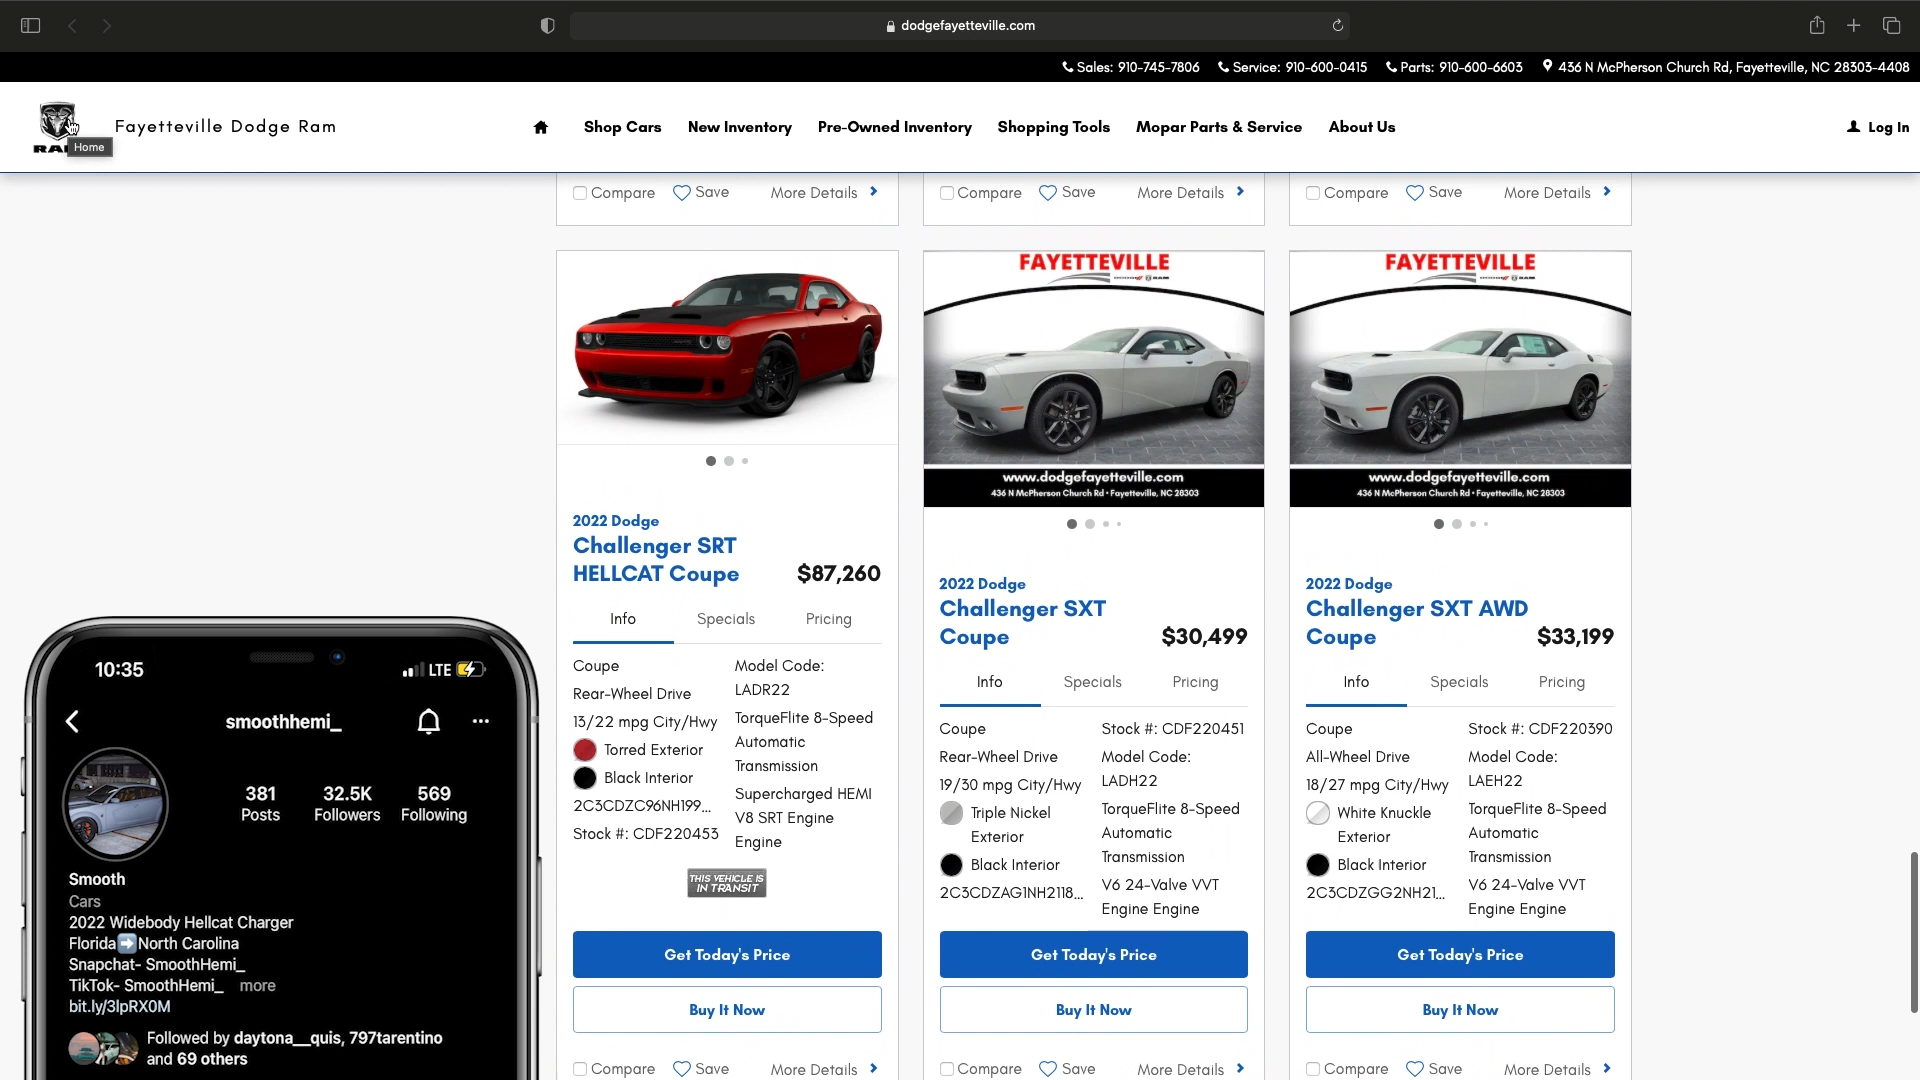 dodgefayetteville.com
Sales: 910-745-7806 Service: 910-600-0415 Parts: 910-600-6603 436 N McPherson Church Rd, Fayetteville, NC 28303-4408
Fayetteville Dodge Ram
Home
Shop Cars New Inventory Pre-Owned Inventory Shopping Tools Mopar Parts & Service About Us
Log In
Compare Save More Details
Compare Save More Details
Compare Save More Details
2022 Dodge
Challenger SRT
HELLCAT Coupe $87,260
Info Specials Pricing
Coupe
Rear-Wheel Drive
13/22 mpg City/Hwy
Torred Exterior
Black Interior
2C3CDZC96NH199...
Stock #: CDF220453
Model Code:
LADR22
TorqueFlite 8-Speed
Automatic
Transmission
Supercharged HEMI
V8 SRT Engine
Engine
THIS VEHICLE IS
IN TRANSIT
Get Today's Price
Buy It Now
Compare Save More Details
FAYETTEVILLE
www.dodgefayetteville.com
436 N McPherson Church Rd • Fayetteville, NC 28303
2022 Dodge
Challenger SXT
Coupe $30,499
Info Specials Pricing
Coupe
Rear-Wheel Drive
19/30 mpg City/Hwy
Triple Nickel
Exterior
Black Interior
2C3CDZAG1NH2118...
Stock #: CDF220451
Model Code:
LADH22
TorqueFlite 8-Speed
Automatic
Transmission
V6 24-Valve VVT
Engine Engine
Get Today's Price
Buy It Now
Compare Save More Details
FAYETTEVILLE
www.dodgefayetteville.com
436 N McPherson Church Rd • Fayetteville, NC 28303
2022 Dodge
Challenger SXT AWD
Coupe $33,199
Info Specials Pricing
Coupe
All-Wheel Drive
18/27 mpg City/Hwy
White Knuckle
Exterior
Black Interior
2C3CDZGG2NH21...
Stock #: CDF220390
Model Code:
LAEH22
TorqueFlite 8-Speed
Automatic
Transmission
V6 24-Valve VVT
Engine Engine
Get Today's Price
Buy It Now
Compare Save More Details
10:35 LTE
smoothhemi_
381 32.5K 569
Posts Followers Following
Smooth
Cars
2022 Widebody Hellcat Charger
Florida➡️North Carolina
Snapchat- SmoothHemi_
TikTok- SmoothHemi_ more
bit.ly/3lpRX0M
Followed by daytona__quis, 797tarentino
and 69 others